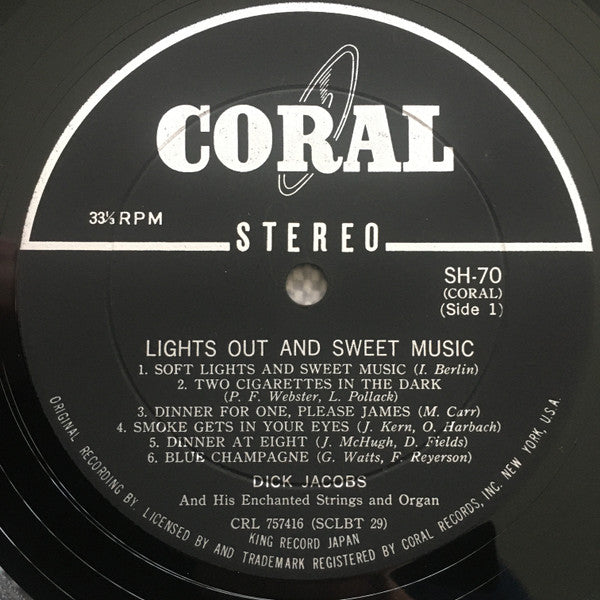 CORAL
33⅓ RPM
STEREO
SH-70
(CORAL)
(Side 1)
LIGHTS OUT AND SWEET MUSIC
1. SOFT LIGHTS AND SWEET MUSIC (I. Berlin)
2. TWO CIGARETTES IN THE DARK
(P. F. Webster, L. Pollack)
3. DINNER FOR ONE, PLEASE JAMES (M. Carr)
4. SMOKE GETS IN YOUR EYES (J. Kern, O. Harbach)
5. DINNER AT EIGHT (J. McHugh, D. Fields)
6. BLUE CHAMPAGNE (G. Watts, F. Reyerson)
DICK JACOBS
And His Enchanted Strings and Organ
CRL 757416 (SCLBT 29)
KING RECORD JAPAN
ORIGINAL RECORDING BY, LICENSED BY AND TRADEMARK REGISTERED BY CORAL RECORDS, INC. NEW YORK, U.S.A.